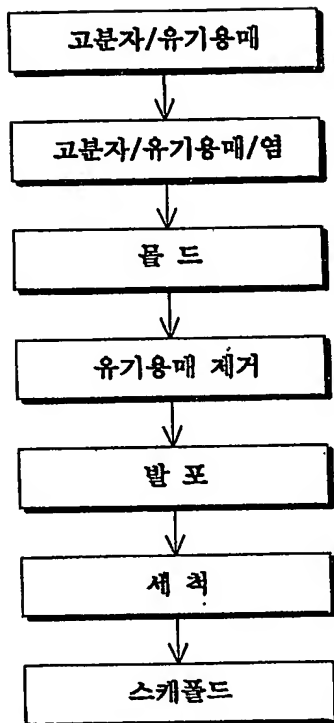 고분자/유기용매
고분자/유기용매/염
몰 드
유기용매 제거
발 포
세 척
스캐폴드